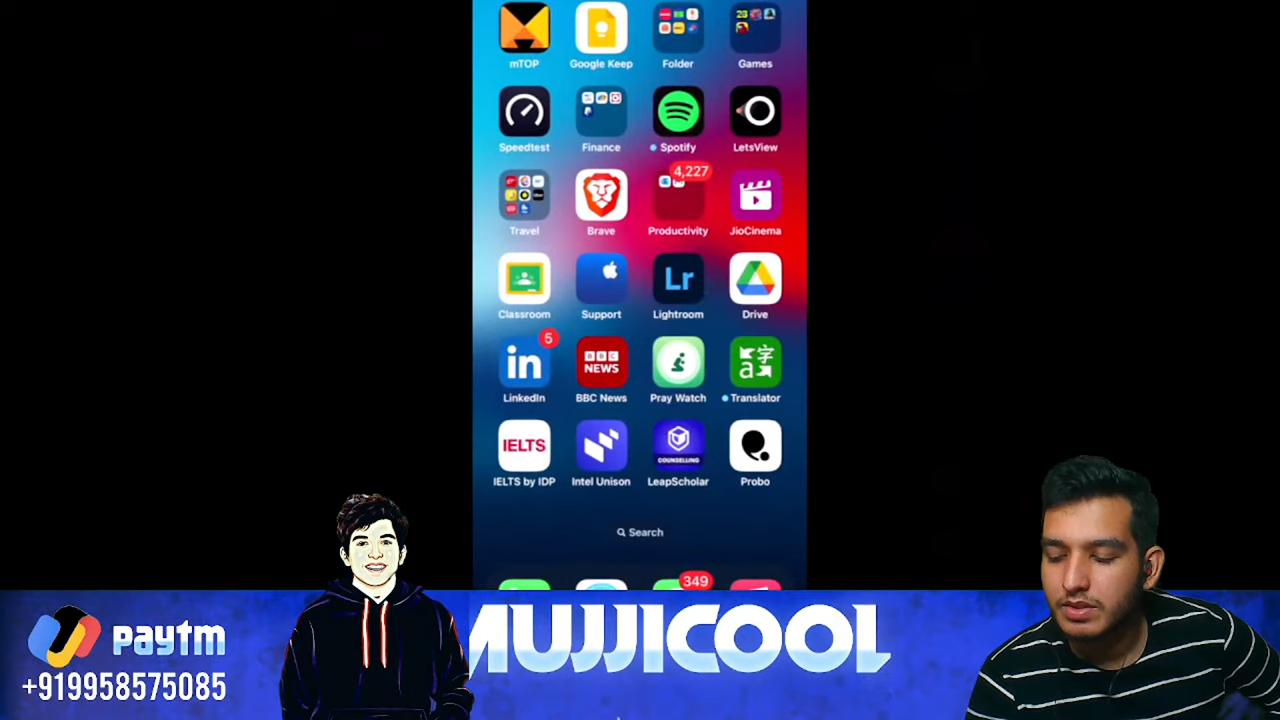 mTOP Google Keep Folder Games
Speedtest Finance Spotify LetsView
4,227
Travel Brave Productivity JioCinema
Lr
Classroom Support Lightroom Drive
5
in BBC NEWS 字 a
LinkedIn BBC News Pray Watch Translator
IELTS COUNSELLING
IELTS by IDP Intel Unison LeapScholar Probo
Search
349
paytm MUJJICOOL
+919958575085